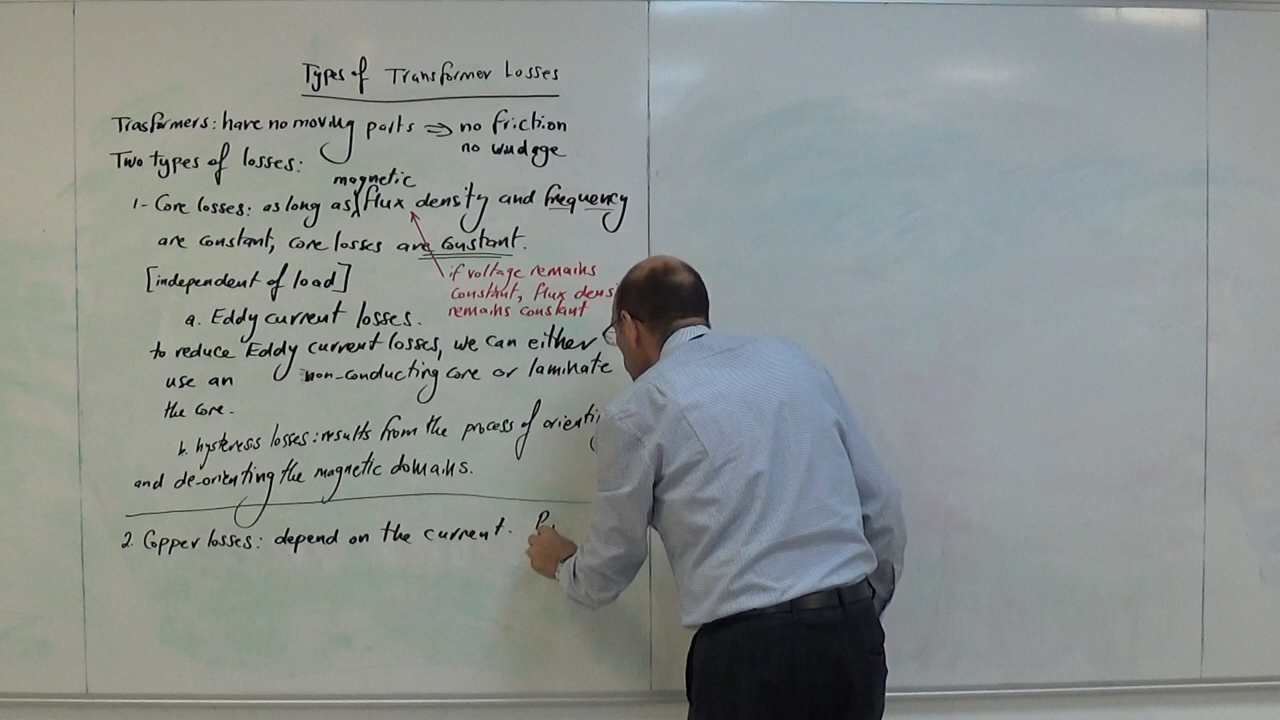 Types of Transformer Losses
Trasformers: have no moving parts ⇒ no friction
no windage
Two types of losses:
magnetic
1- Core losses: as long as flux density and frequency
are constant, core losses are constant.
[independent of load]
if voltage remains
constant, flux densi
remains constant
a. Eddy current losses.
to reduce Eddy current losses, we can either
use an non-conducting core or laminate
the core.
b. hysteresis losses: results from the process of orienti
and de-orienting the magnetic domains.
2. Copper losses: depend on the current. P